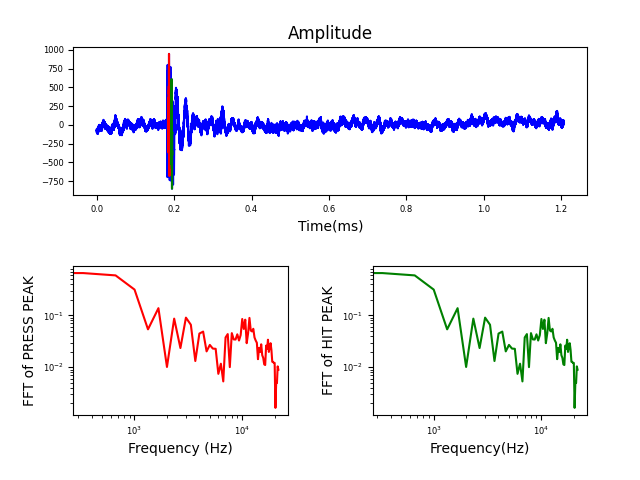 Amplitude
1000
750
500
250
0
−250
−500
−750
0.0 0.2 0.4 0.6 0.8 1.0 1.2
Time(ms)
FFT of PRESS PEAK
10⁻¹
10⁻²
10³ 10⁴
Frequency (Hz)
FFT of HIT PEAK
10⁻¹
10⁻²
10³ 10⁴
Frequency(Hz)